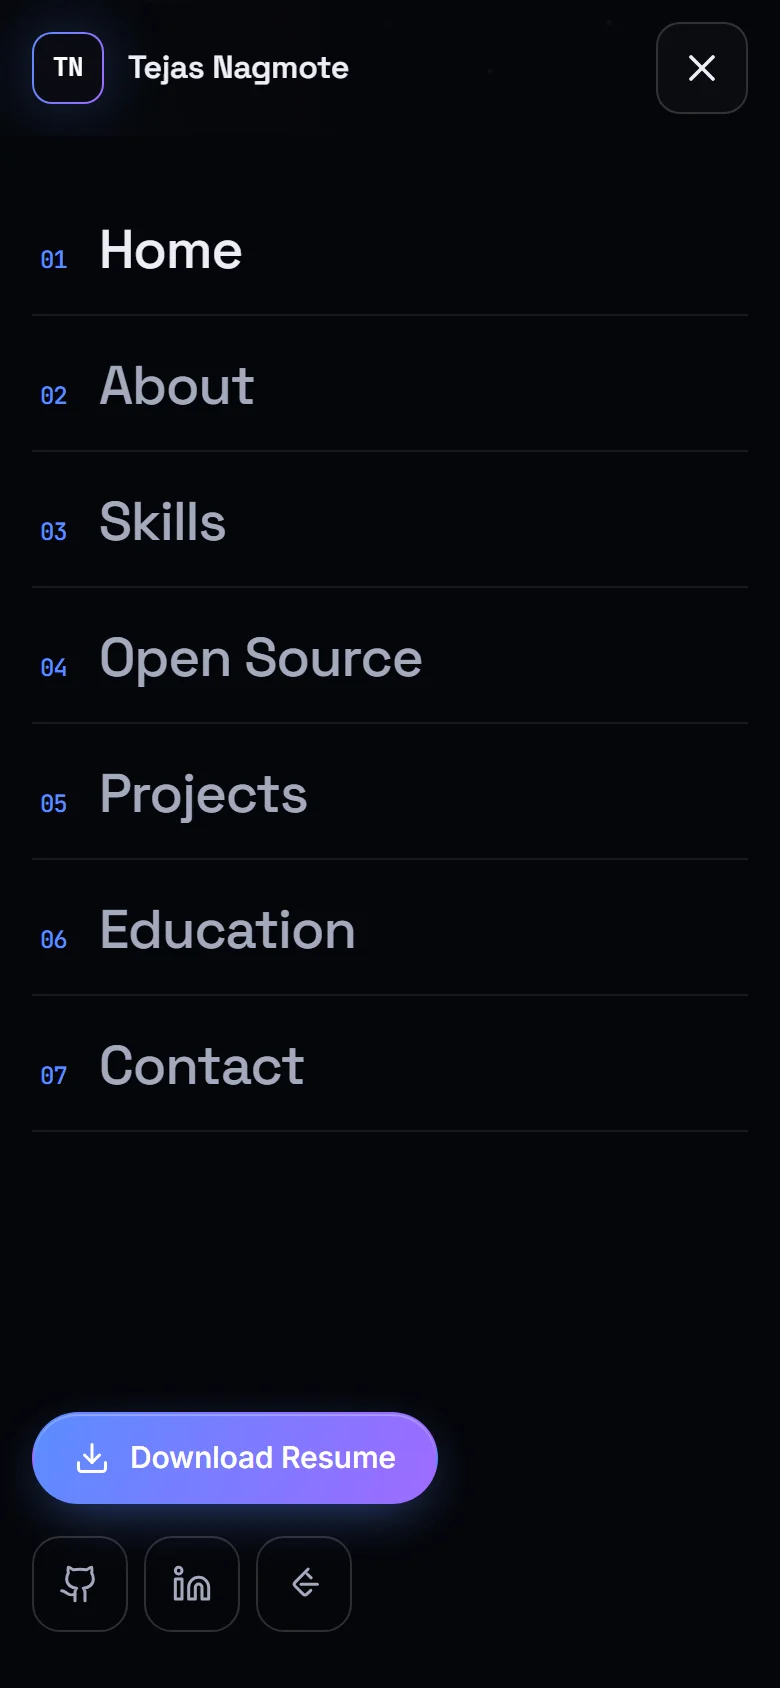 TN Tejas Nagmote
01 Home
02 About
03 Skills
04 Open Source
05 Projects
06 Education
07 Contact
Download Resume
in